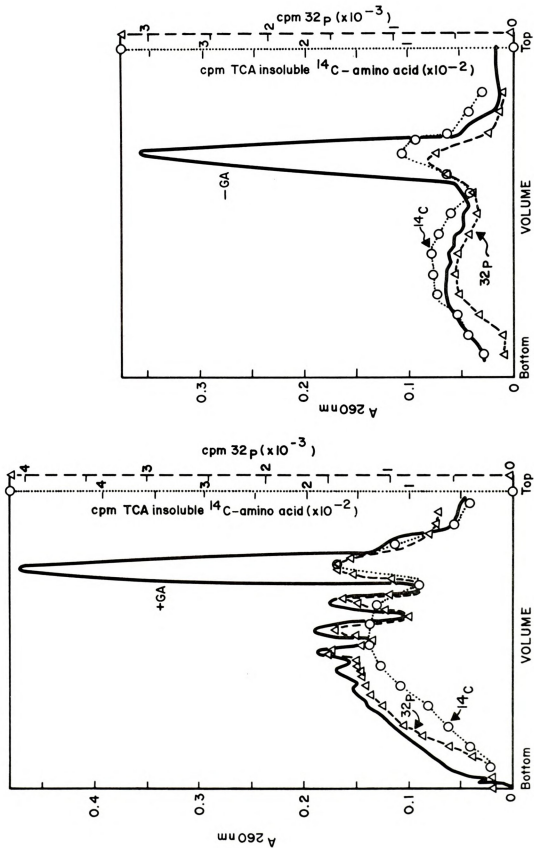 A 260nm
0.4
0.3
0.2
0.1
0
+GA
32P
14C
cpm TCA insoluble ¹⁴C-amino acid (x10⁻²)
4
3
2
1
cpm ³²P (x10⁻³)
4
3
2
1
0
Bottom
VOLUME
Top
A 260nm
0.3
0.2
0.1
0
-GA
14C
32P
cpm TCA insoluble ¹⁴C-amino acid (x10⁻²)
3
2
1
cpm 32P (x10⁻³)
3
2
1
0
Bottom
VOLUME
Top